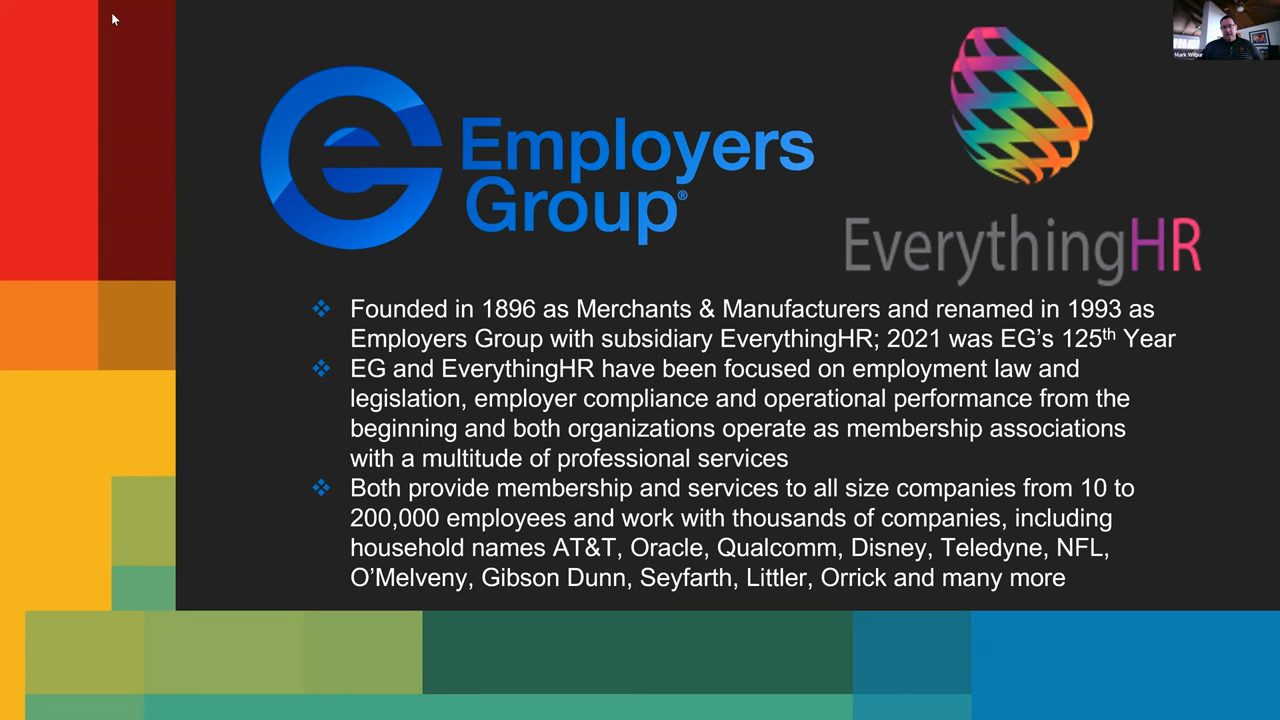 Mark Wilbur
Employers
Group®
EverythingHR
Founded in 1896 as Merchants & Manufacturers and renamed in 1993 as
Employers Group with subsidiary EverythingHR; 2021 was EG’s 125th Year
EG and EverythingHR have been focused on employment law and
legislation, employer compliance and operational performance from the
beginning and both organizations operate as membership associations
with a multitude of professional services
Both provide membership and services to all size companies from 10 to
200,000 employees and work with thousands of companies, including
household names AT&T, Oracle, Qualcomm, Disney, Teledyne, NFL,
O’Melveny, Gibson Dunn, Seyfarth, Littler, Orrick and many more